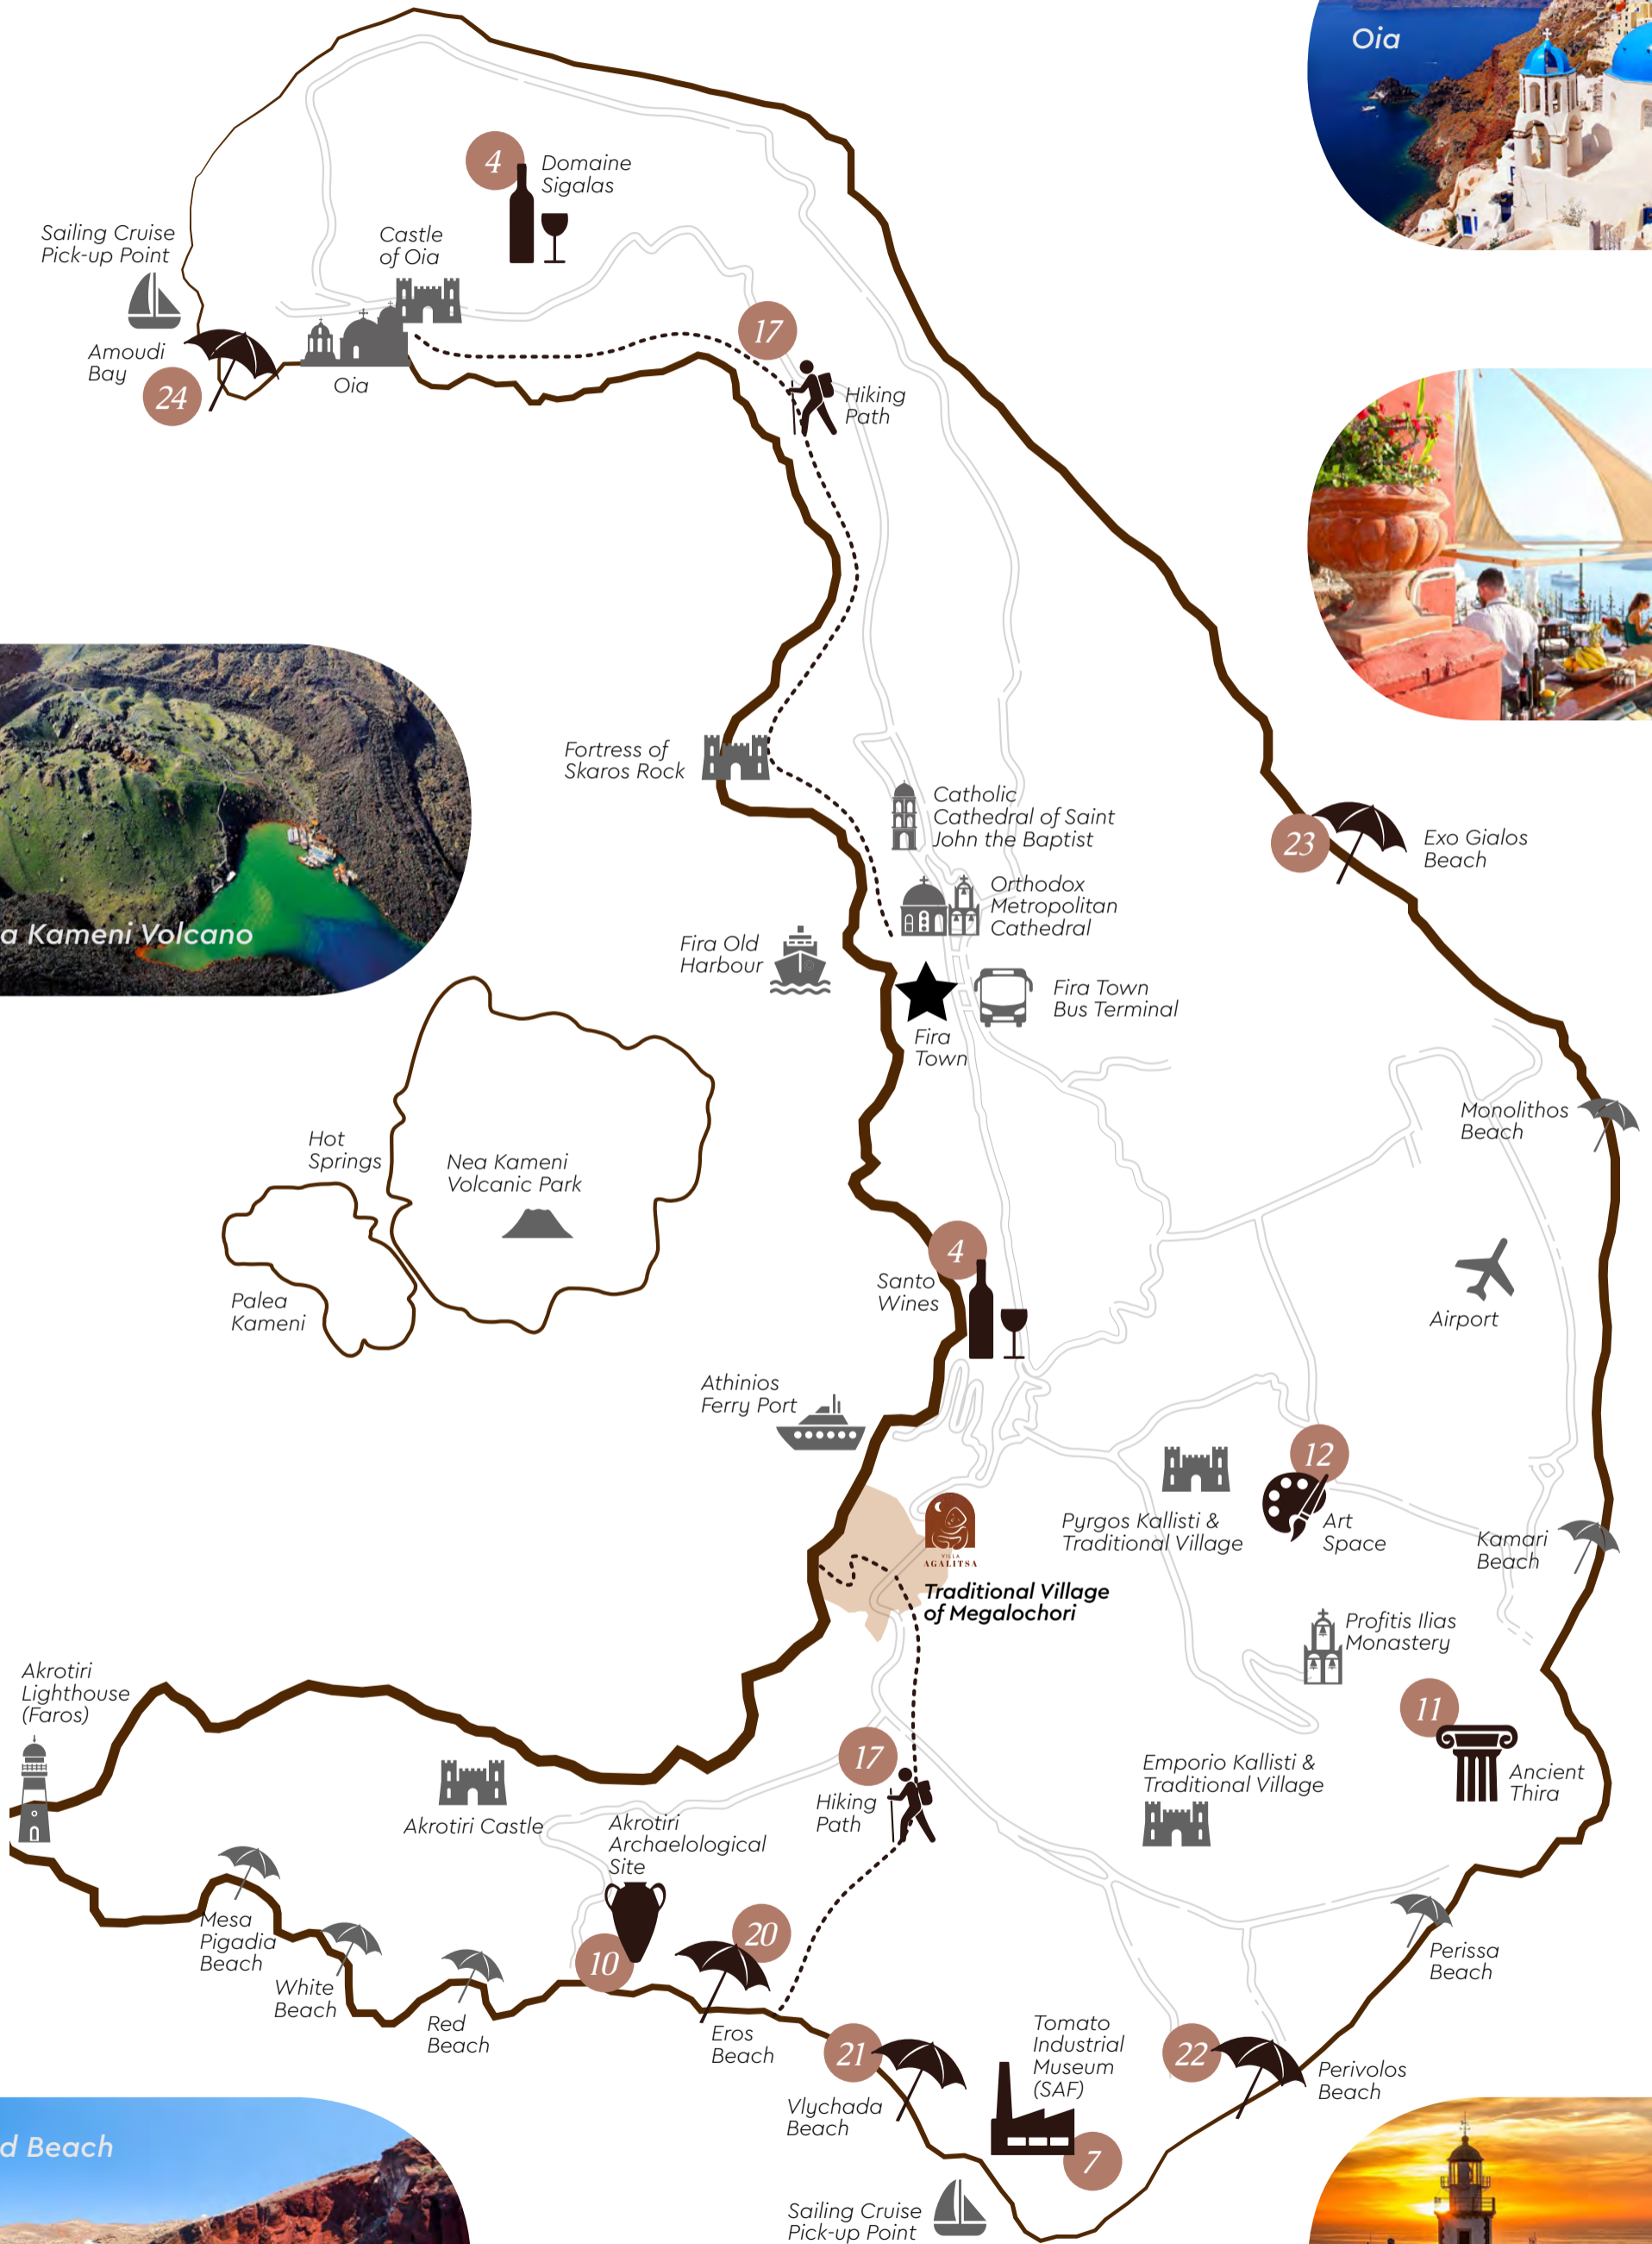 Oia
4
Domaine
Sigalas
Sailing Cruise
Pick-up Point
Castle
of Oia
17
Amoudi
Bay
24
Oia
Hiking
Path
Fortress of
Skaros Rock
Catholic
Cathedral of Saint
John the Baptist
23
Exo Gialos
Beach
Orthodox
Metropolitan
Cathedral
a Kameni Volcano
Fira Old
Harbour
Fira Town
Bus Terminal
Fira
Town
Monolithos
Beach
Hot
Springs
Nea Kameni
Volcanic Park
4
Santo
Wines
Palea
Kameni
Airport
Athinios
Ferry Port
12
Pyrgos Kallisti &
Traditional Village
Art
Space
Kamari
Beach
VILLA
AGALITSA
Traditional Village
of Megalochori
Profitis Ilias
Monastery
Akrotiri
Lighthouse
(Faros)
11
17
Emporio Kallisti &
Traditional Village
Ancient
Thira
Hiking
Path
Akrotiri Castle
Akrotiri
Archaelological
Site
Mesa
Pigadia
Beach
20
10
Perissa
Beach
White
Beach
Red
Beach
Eros
Beach
21
Tomato
Industrial
Museum
(SAF)
22
Perivolos
Beach
Vlychada
Beach
d Beach
7
Sailing Cruise
Pick-up Point